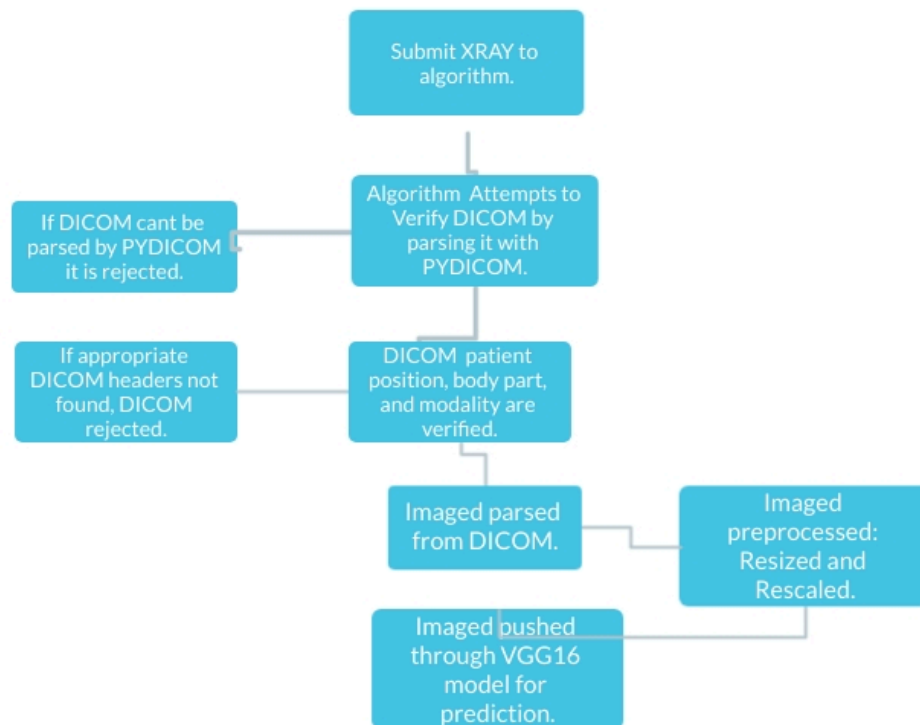 Submit XRAY to
algorithm.
Algorithm Attempts to
Verify DICOM by
parsing it with
PYDICOM.
If DICOM cant be
parsed by PYDICOM
it is rejected.
DICOM patient
position, body part,
and modality are
verified.
If appropriate
DICOM headers not
found, DICOM
rejected.
Imaged parsed
from DICOM.
Imaged
preprocessed:
Resized and
Rescaled.
Imaged pushed
through VGG16
model for
prediction.